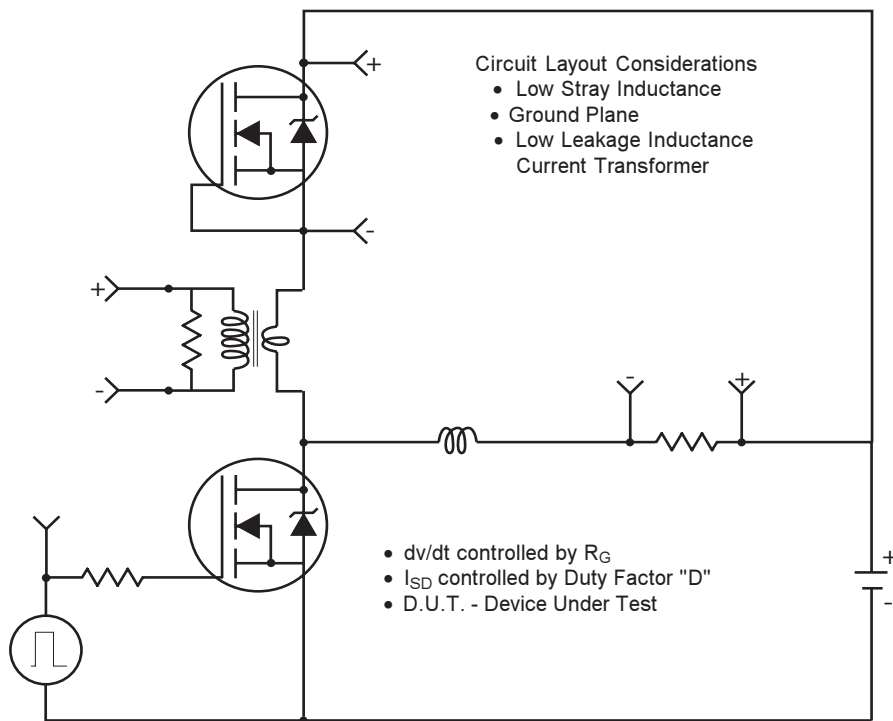 +
Circuit Layout Considerations
• Low Stray Inductance
• Ground Plane
• Low Leakage Inductance
Current Transformer
-
+
-
-
+
• dv/dt controlled by RG
• ISD controlled by Duty Factor "D"
• D.U.T. - Device Under Test
+
-